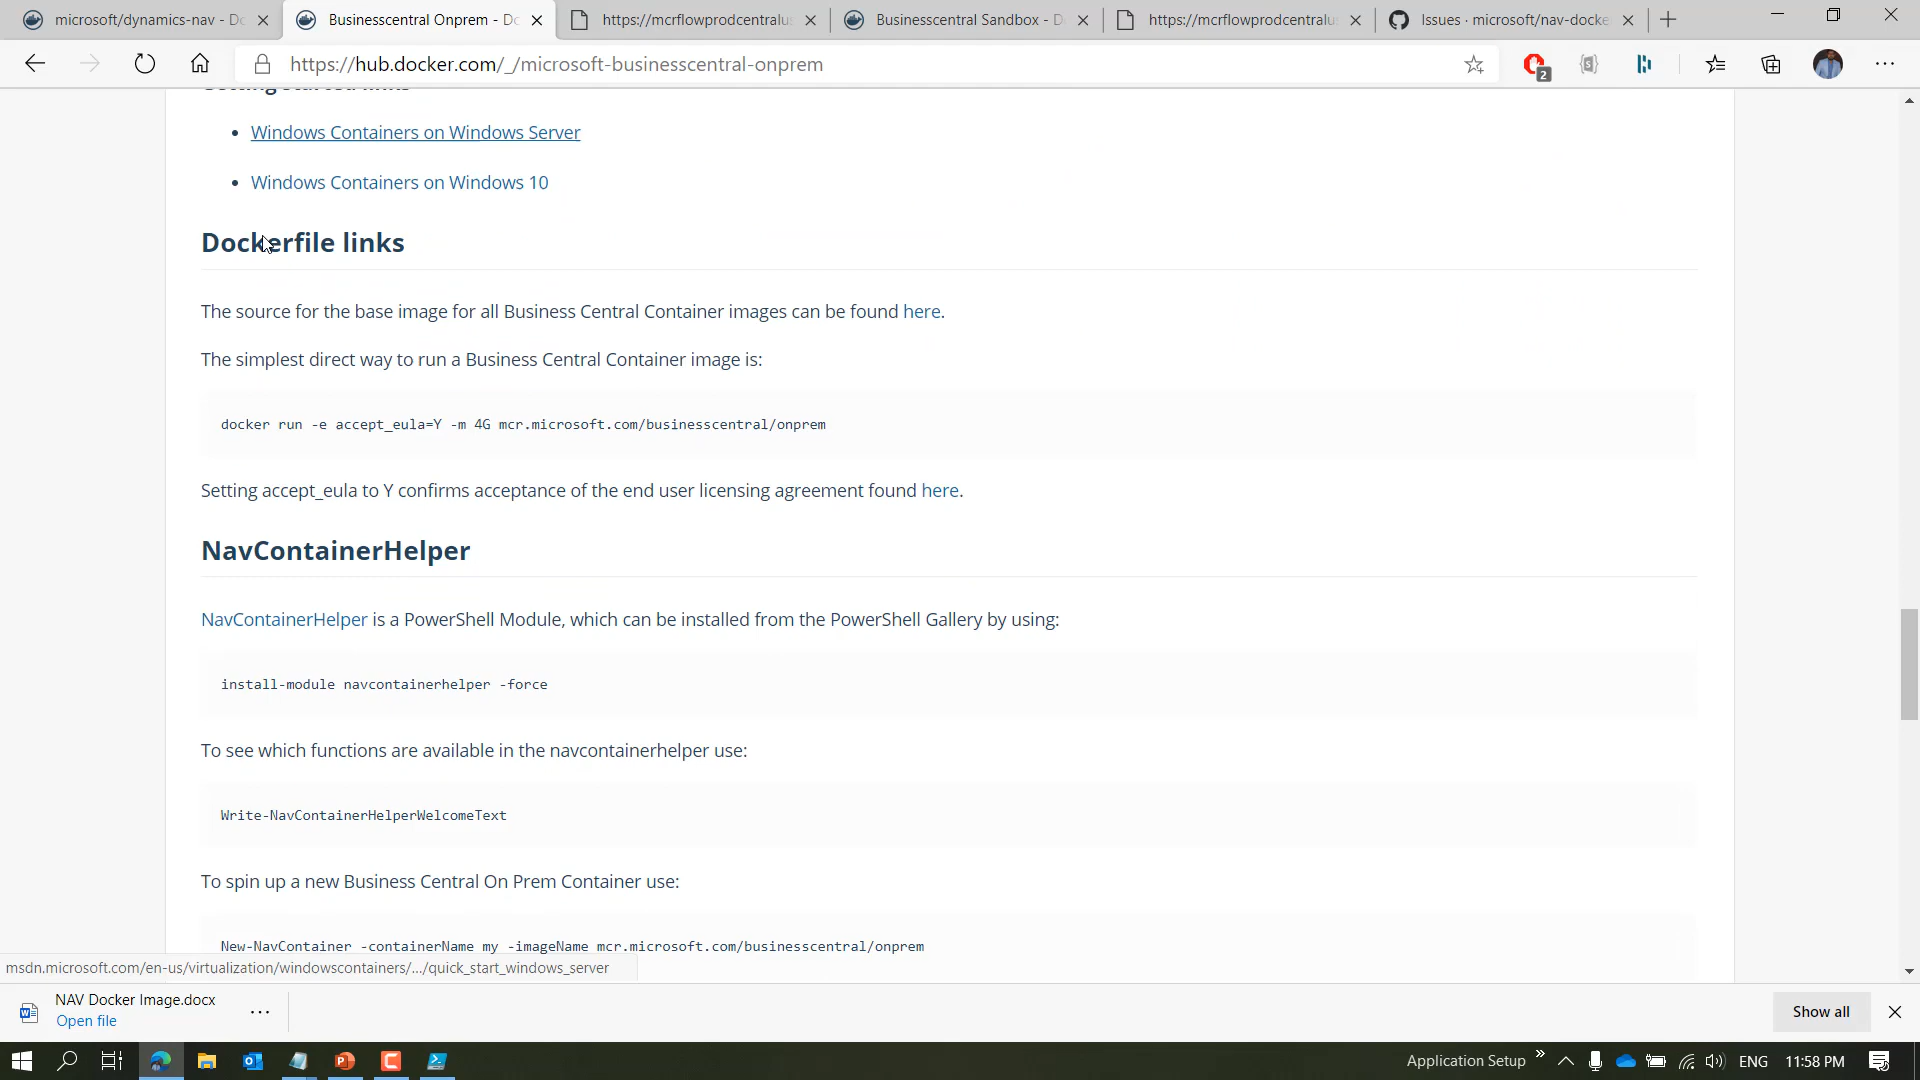 microsoft/dynamics-nav - Do
Businesscentral Onprem - Do
https://mcrflowprodcentralus
Businesscentral Sandbox - D
https://mcrflowprodcentralus
Issues · microsoft/nav-docke
https://hub.docker.com/_/microsoft-businesscentral-onprem
2
Getting started links
• Windows Containers on Windows Server
• Windows Containers on Windows 10
Dockerfile links
The source for the base image for all Business Central Container images can be found here.
The simplest direct way to run a Business Central Container image is:
docker run -e accept_eula=Y -m 4G mcr.microsoft.com/businesscentral/onprem
Setting accept_eula to Y confirms acceptance of the end user licensing agreement found here.
NavContainerHelper
NavContainerHelper is a PowerShell Module, which can be installed from the PowerShell Gallery by using:
install-module navcontainerhelper -force
To see which functions are available in the navcontainerhelper use:
Write-NavContainerHelperWelcomeText
To spin up a new Business Central On Prem Container use:
New-NavContainer -containerName my -imageName mcr.microsoft.com/businesscentral/onprem
msdn.microsoft.com/en-us/virtualization/windowscontainers/.../quick_start_windows_server
NAV Docker Image.docx
Open file
Show all
Application Setup
ENG
11:58 PM